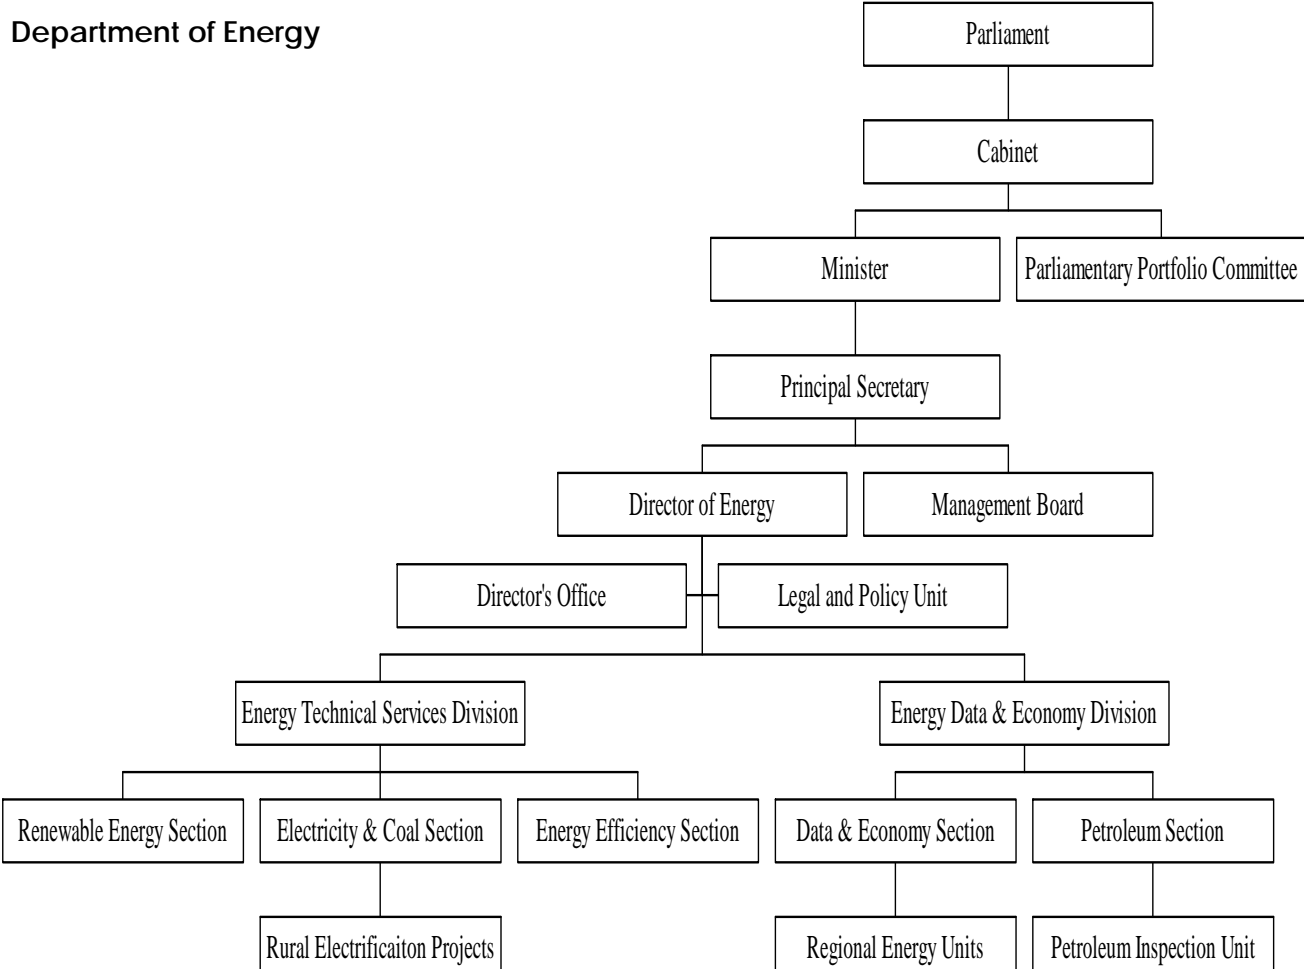 Department of Energy
Parliament
Cabinet
Minister
Parliamentary Portfolio Committee
Principal Secretary
Director of Energy
Management Board
Director's Office
Legal and Policy Unit
Energy Technical Services Division
Energy Data & Economy Division
Renewable Energy Section
Electricity & Coal Section
Energy Efficiency Section
Data & Economy Section
Petroleum Section
Rural Electrificaiton Projects
Regional Energy Units
Petroleum Inspection Unit